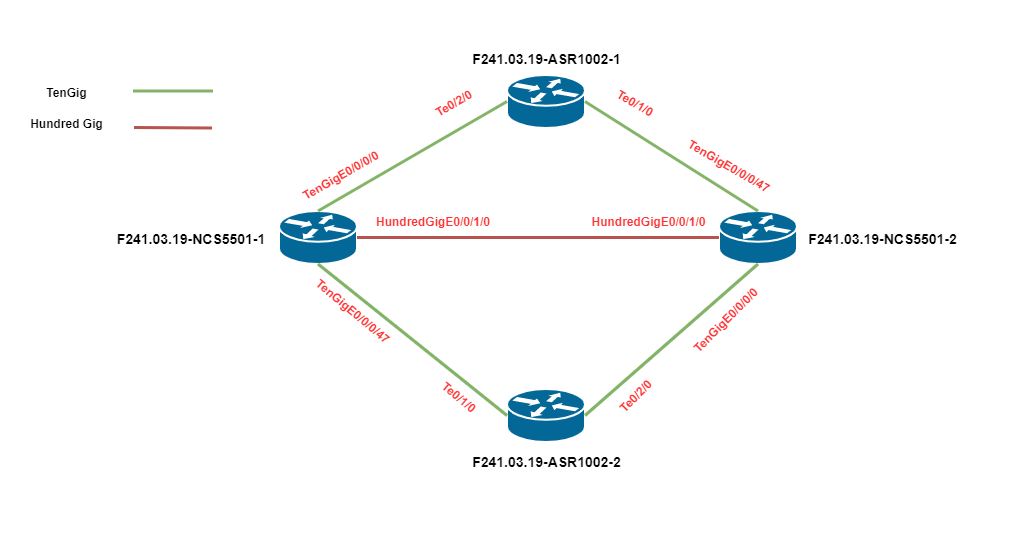 F241.03.19-ASR1002-1
TenGig
Hundred Gig
Te0/2/0
Te0/1/0
TenGigE0/0/0/0
TenGigE0/0/0/47
HundredGigE0/0/1/0
HundredGigE0/0/1/0
F241.03.19-NCS5501-1
F241.03.19-NCS5501-2
TenGigE0/0/0/47
TenGigE0/0/0/0
Te0/1/0
Te0/2/0
F241.03.19-ASR1002-2